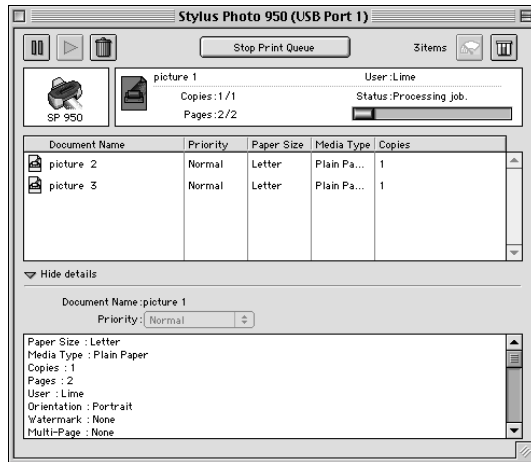 Stylus Photo 950 (USB Port 1)
Stop Print Queue
3items
SP 950
picture 1
User :Lime
Copies :1/1
Status :Processing job.
Pages :2/2
Document Name Priority Paper Size Media Type Copies
picture 2 Normal Letter Plain Pa... 1
picture 3 Normal Letter Plain Pa... 1
Hide details
Document Name :picture 1
Priority : Normal
Paper Size : Letter
Media Type : Plain Paper
Copies : 1
Pages : 2
User : Lime
Orientation : Portrait
Watermark : None
Multi-Page : None